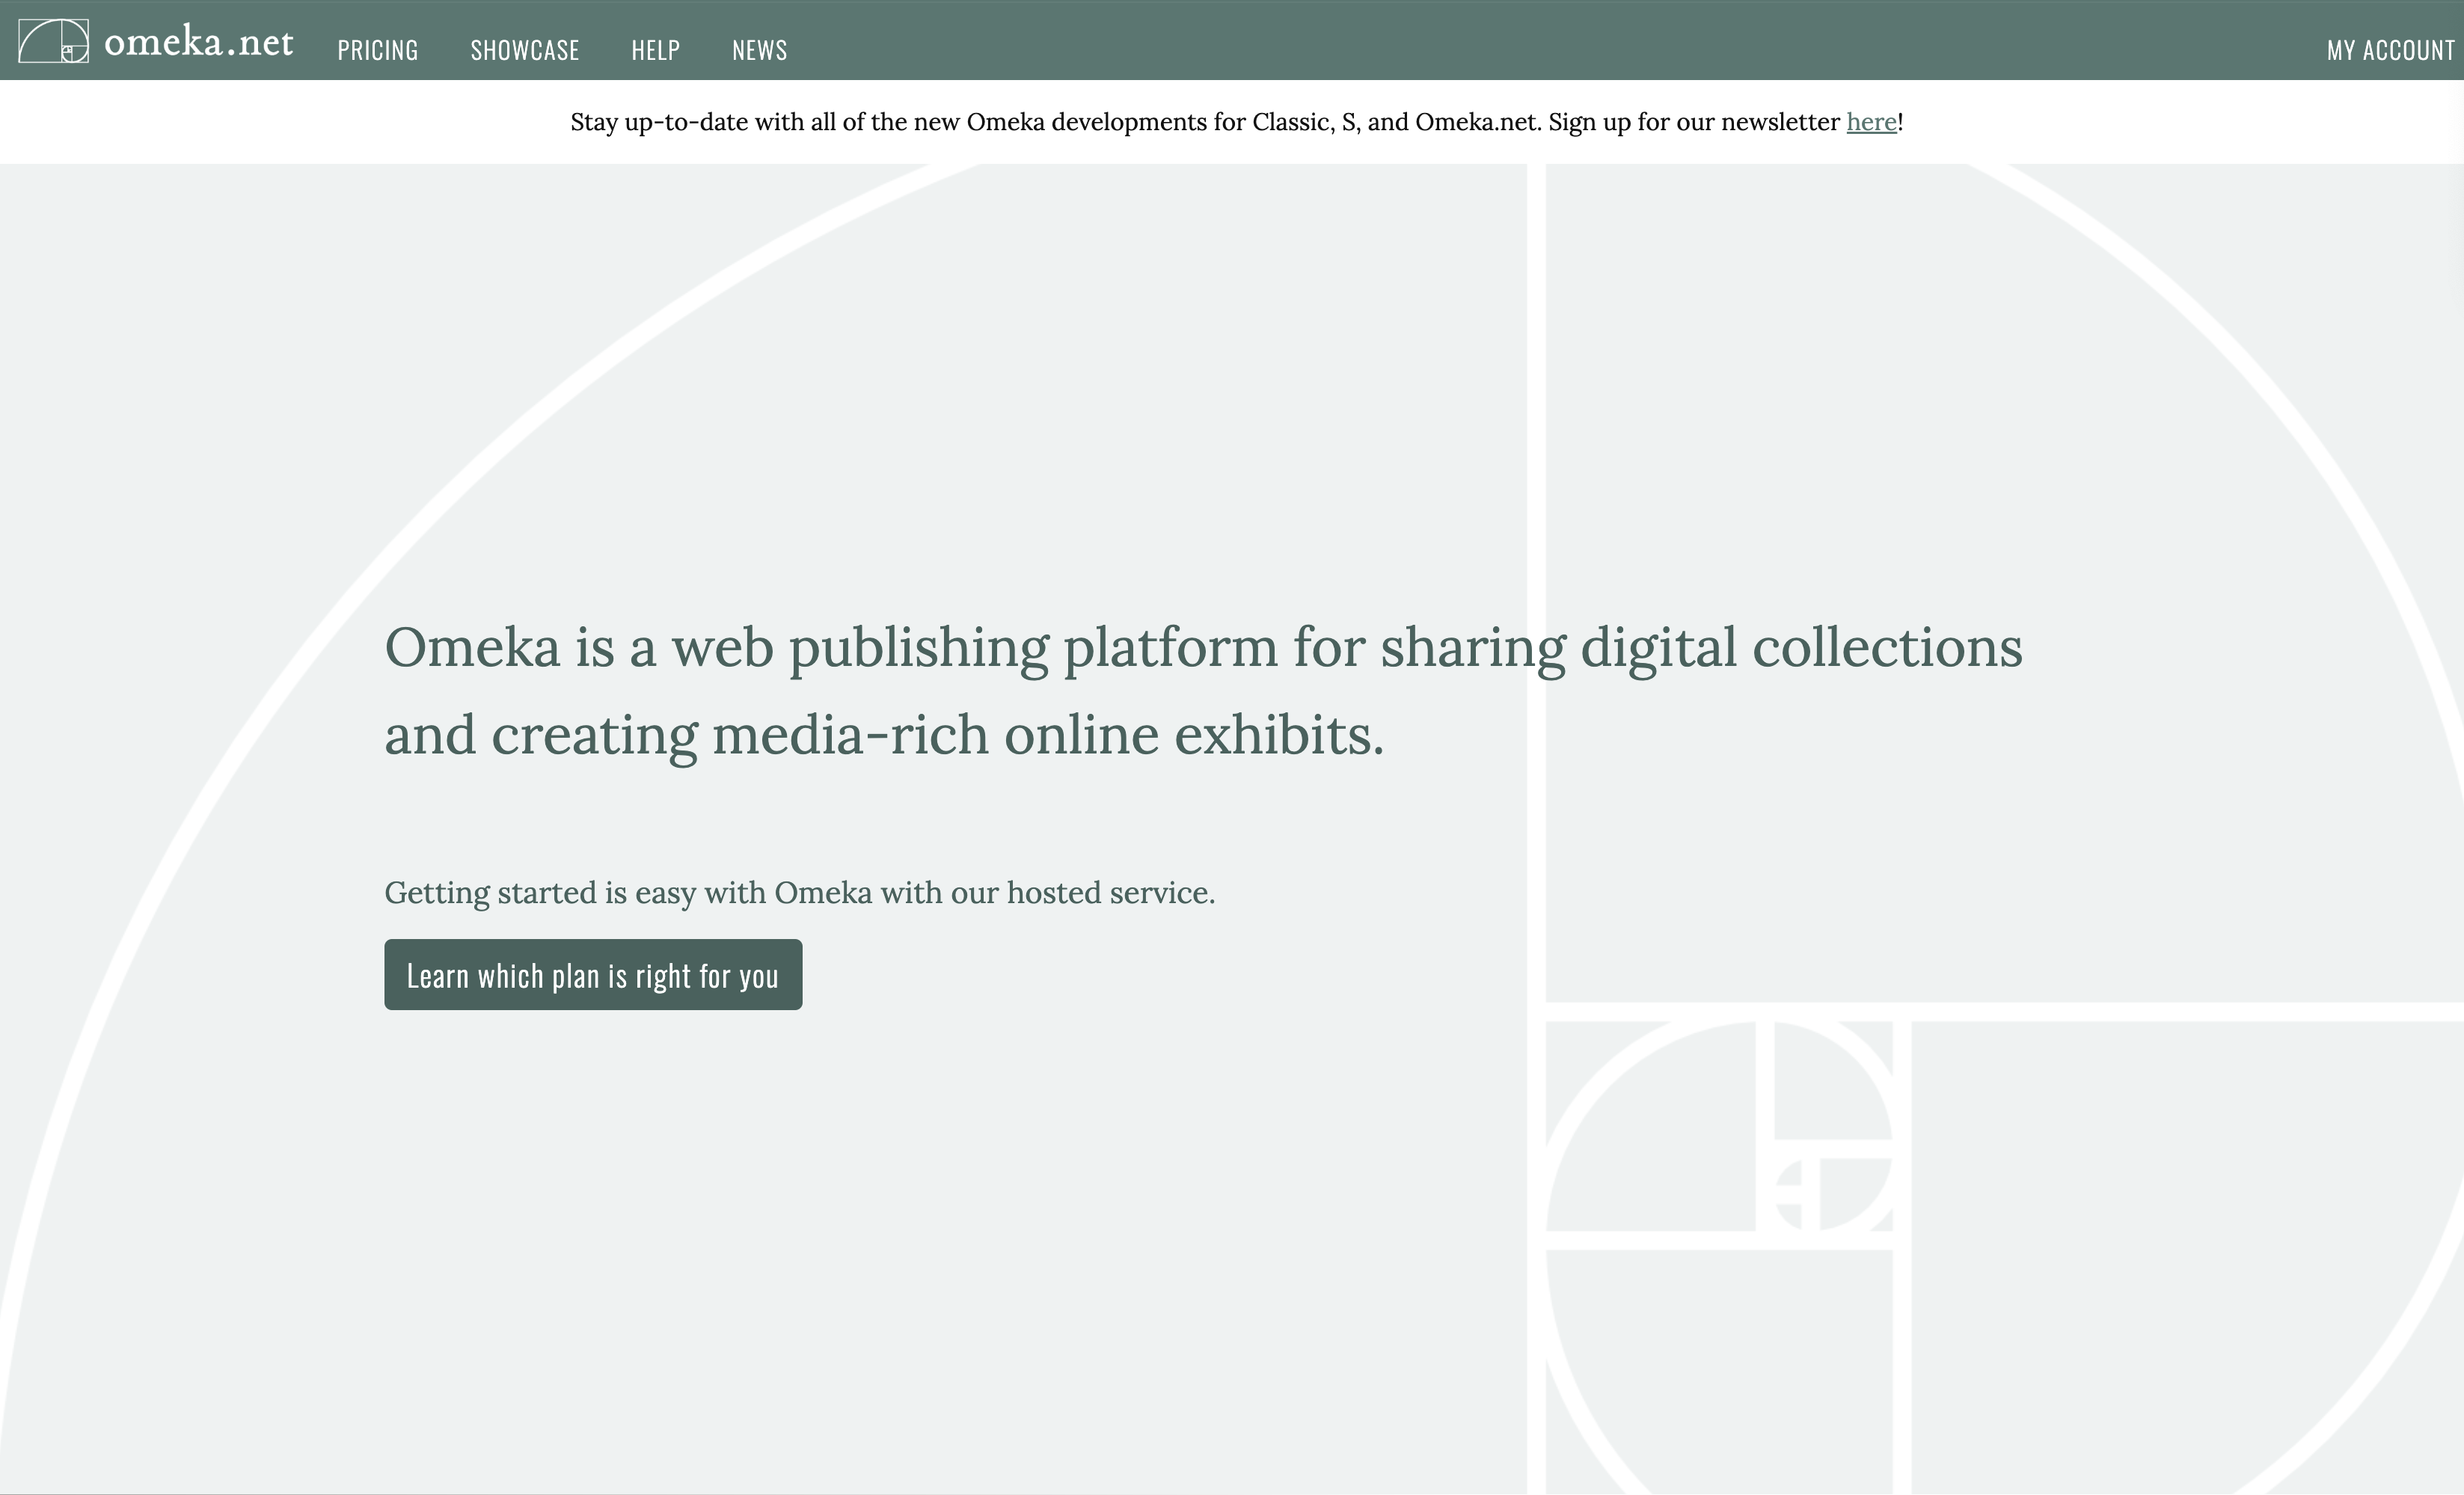 omeka.net PRICING SHOWCASE HELP NEWS MY ACCOUNT
Stay up-to-date with all of the new Omeka developments for Classic, S, and Omeka.net. Sign up for our newsletter here!
Omeka is a web publishing platform for sharing digital collections
and creating media-rich online exhibits.
Getting started is easy with Omeka with our hosted service.
Learn which plan is right for you